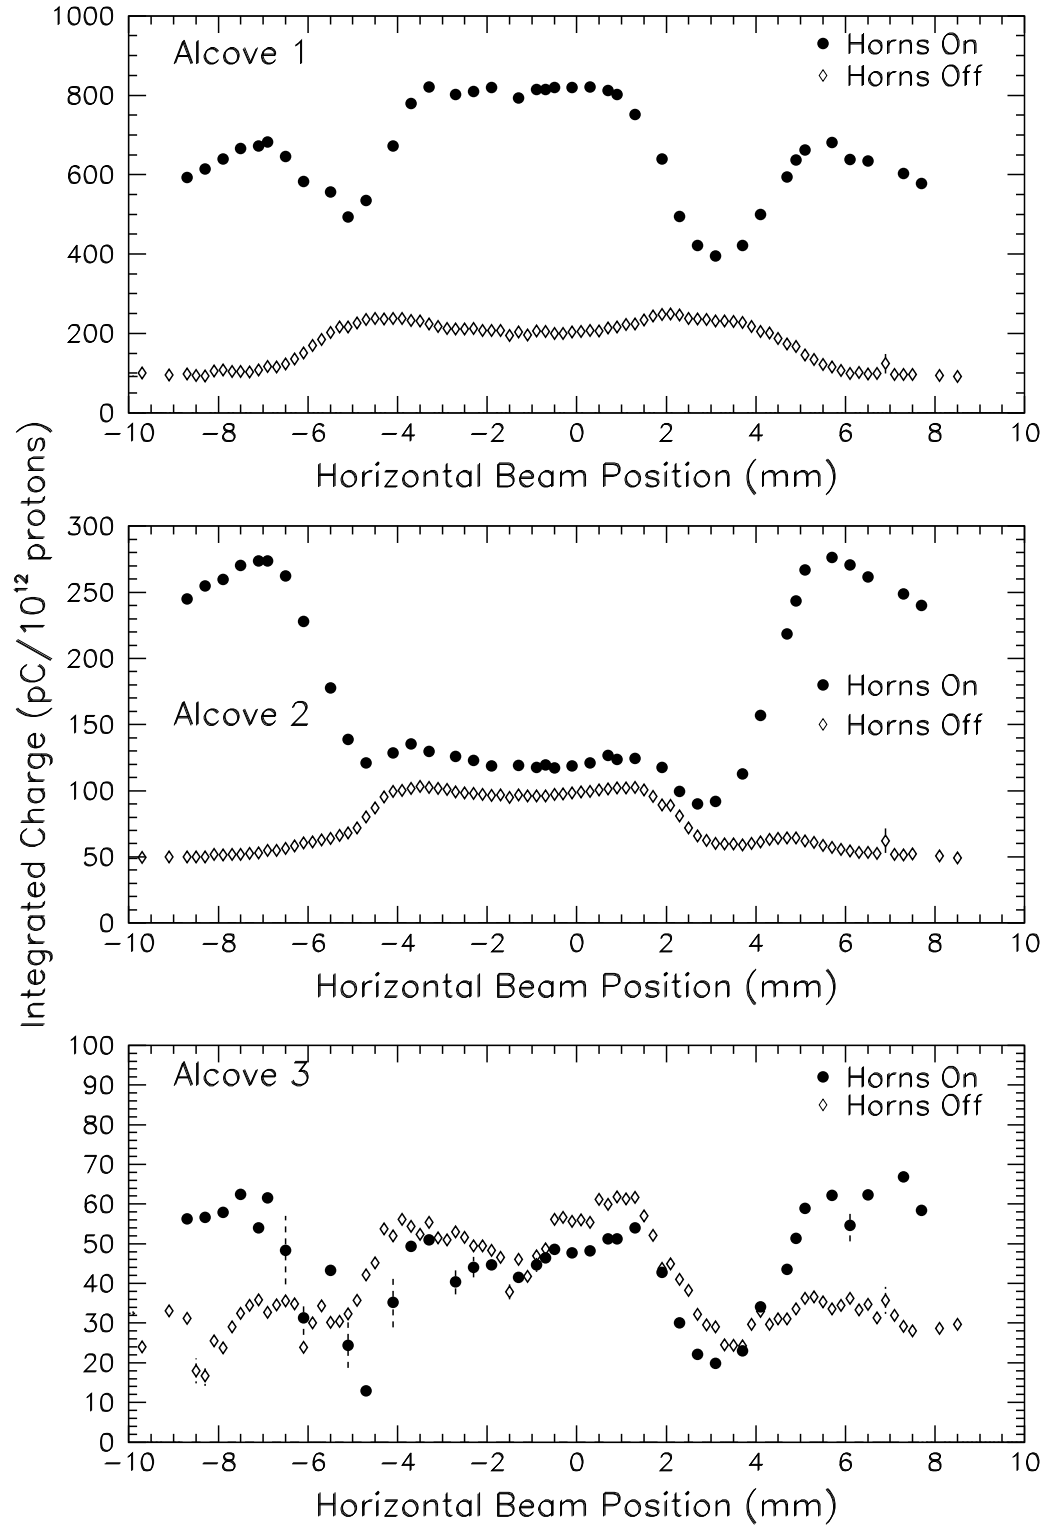 Integrated Charge (pC/10¹² protons)
Alcove 1
Horns On
Horns Off
1000
800
600
400
200
0
−10 −8 −6 −4 −2 0 2 4 6 8 10
Horizontal Beam Position (mm)
300
250
200
150
100
50
0
Alcove 2
Horns On
Horns Off
−10 −8 −6 −4 −2 0 2 4 6 8 10
Horizontal Beam Position (mm)
100
90
80
70
60
50
40
30
20
10
0
Alcove 3
Horns On
Horns Off
−10 −8 −6 −4 −2 0 2 4 6 8 10
Horizontal Beam Position (mm)